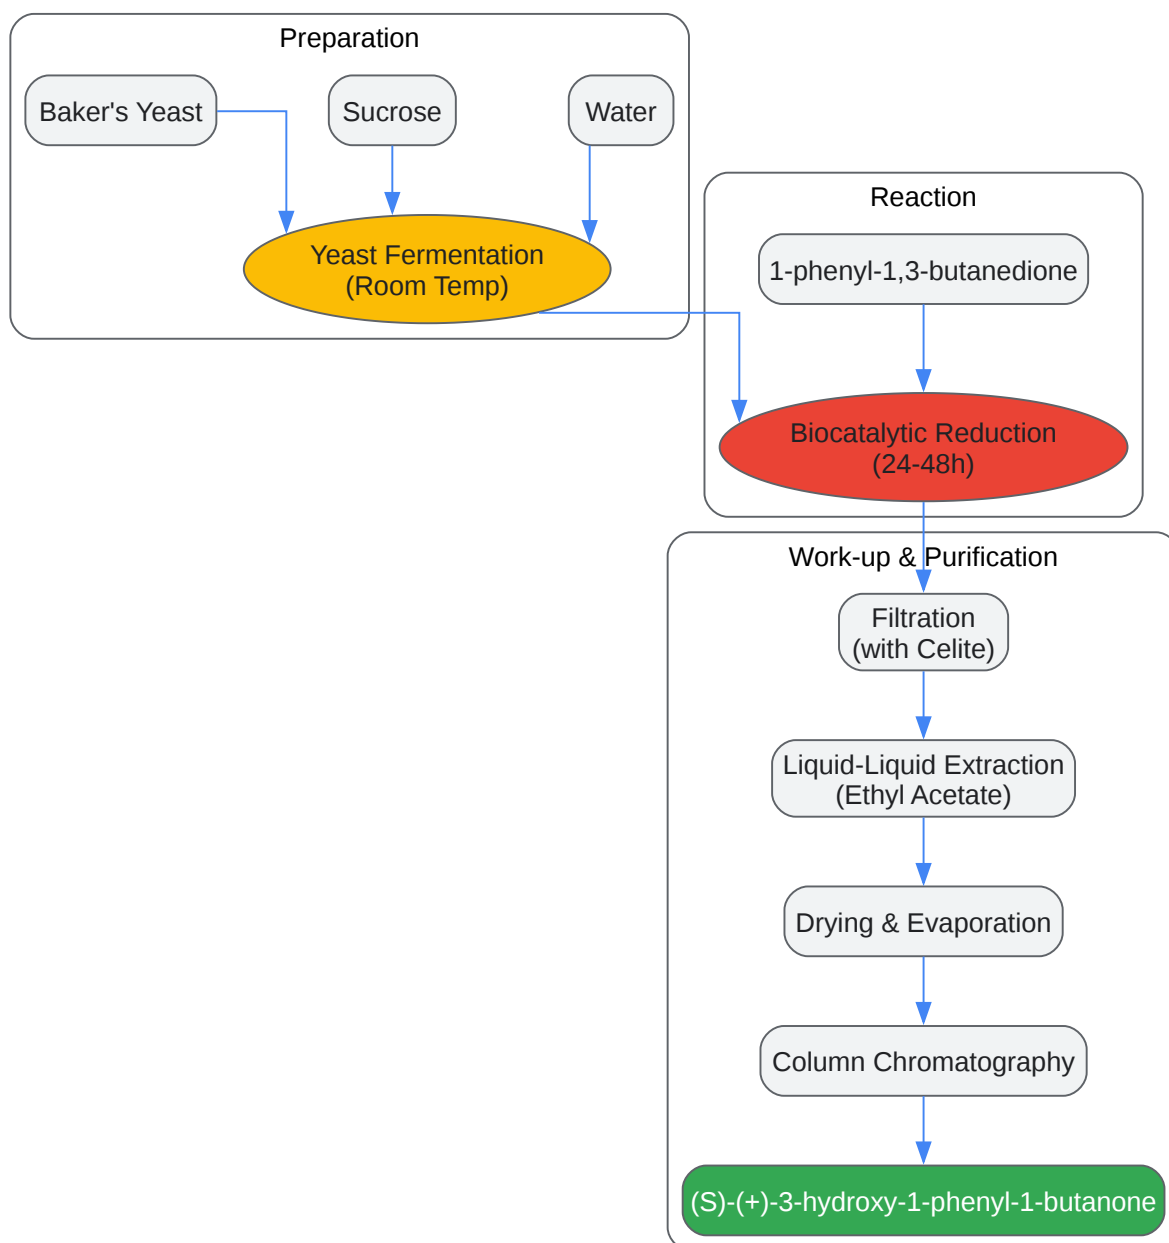 Preparation
Baker's Yeast
Sucrose
Water
Yeast Fermentation
(Room Temp)
Reaction
1-phenyl-1,3-butanedione
Biocatalytic Reduction
(24-48h)
Work-up & Purification
Filtration
(with Celite)
Liquid-Liquid Extraction
(Ethyl Acetate)
Drying & Evaporation
Column Chromatography
(S)-(+)-3-hydroxy-1-phenyl-1-butanone